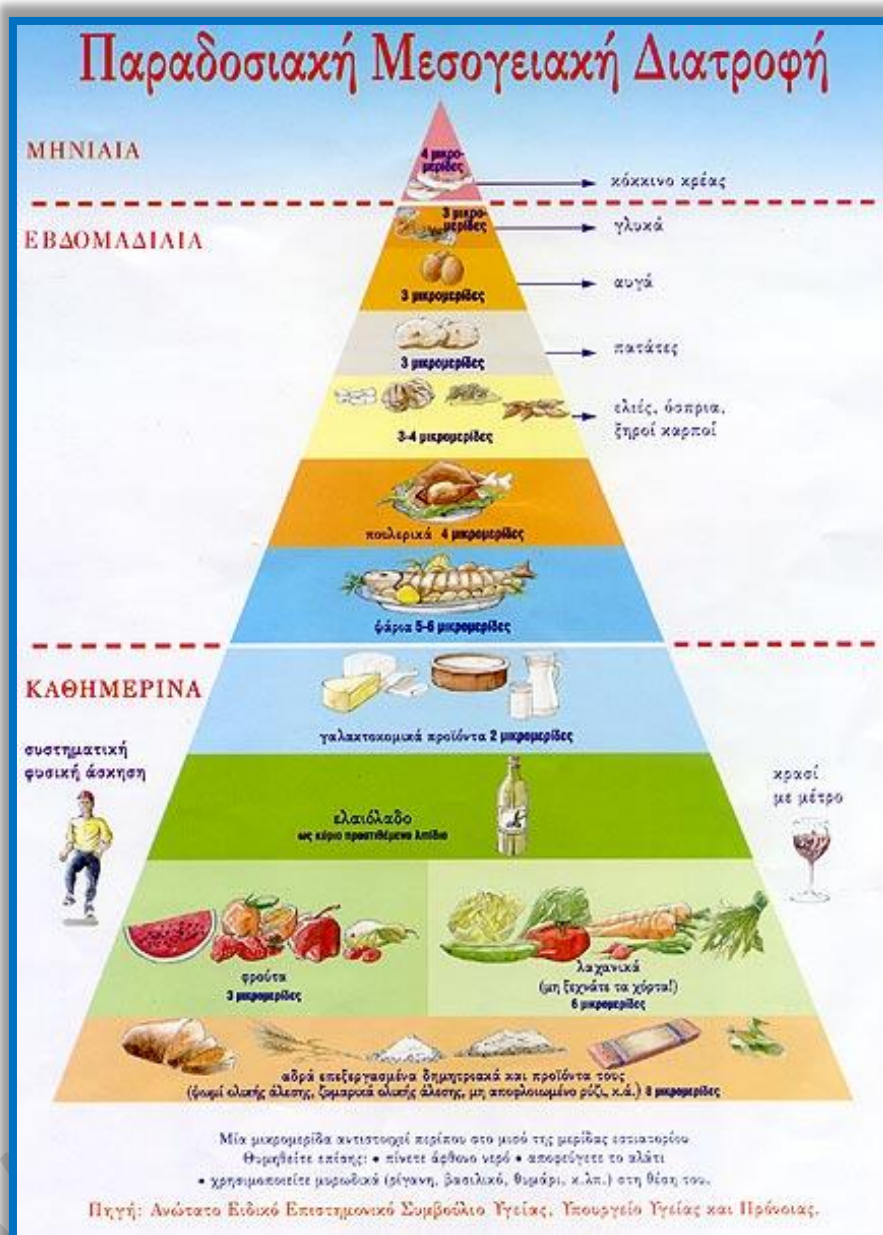 Παραδοσιακή Μεσογειακή Διατροφή
ΜΗΝΙΑΙΑ
4 μικρο-
μερίδες
κόκκινο κρέας
ΕΒΔΟΜΑΔΙΑΙΑ
3 μικρο-
μερίδες
γλυκά
3 μικρομερίδες
αυγά
3 μικρομερίδες
πατάτες
3-4 μικρομερίδες
ελιές, όσπρια,
ξηροί καρποί
πουλερικά 4 μικρομερίδες
ψάρια 5-6 μικρομερίδες
ΚΑΘΗΜΕΡΙΝΑ
συστηματική
φυσική άσκηση
γαλακτοκομικά προϊόντα 2 μικρομερίδες
κρασί
με μέτρο
ελαιόλαδο
ως κύριο προστιθέμενο λιπίδιο
φρούτα
3 μικρομερίδες
λαχανικά
(μη ξεχνάτε τα χόρτα!)
6 μικρομερίδες
αδρά επεξεργασμένα δημητριακά και προϊόντα τους
(ψωμί ολικής άλεσης, ζυμαρικά ολικής άλεσης, μη αποφλοιωμένο ρύζι, κ.ά.) 8 μικρομερίδες
Μία μικρομερίδα αντιστοιχεί περίπου στο μισό της μερίδας εστιατορίου
Θυμηθείτε επίσης: • πίνετε άφθονο νερό • αποφεύγετε το αλάτι
• χρησιμοποιείτε μυρωδικά (ρίγανη, βασιλικό, θυμάρι, κ.λπ.) στη θέση του.
Πηγή: Ανώτατο Ειδικό Επιστημονικό Συμβούλιο Υγείας, Υπουργείο Υγείας και Πρόνοιας.